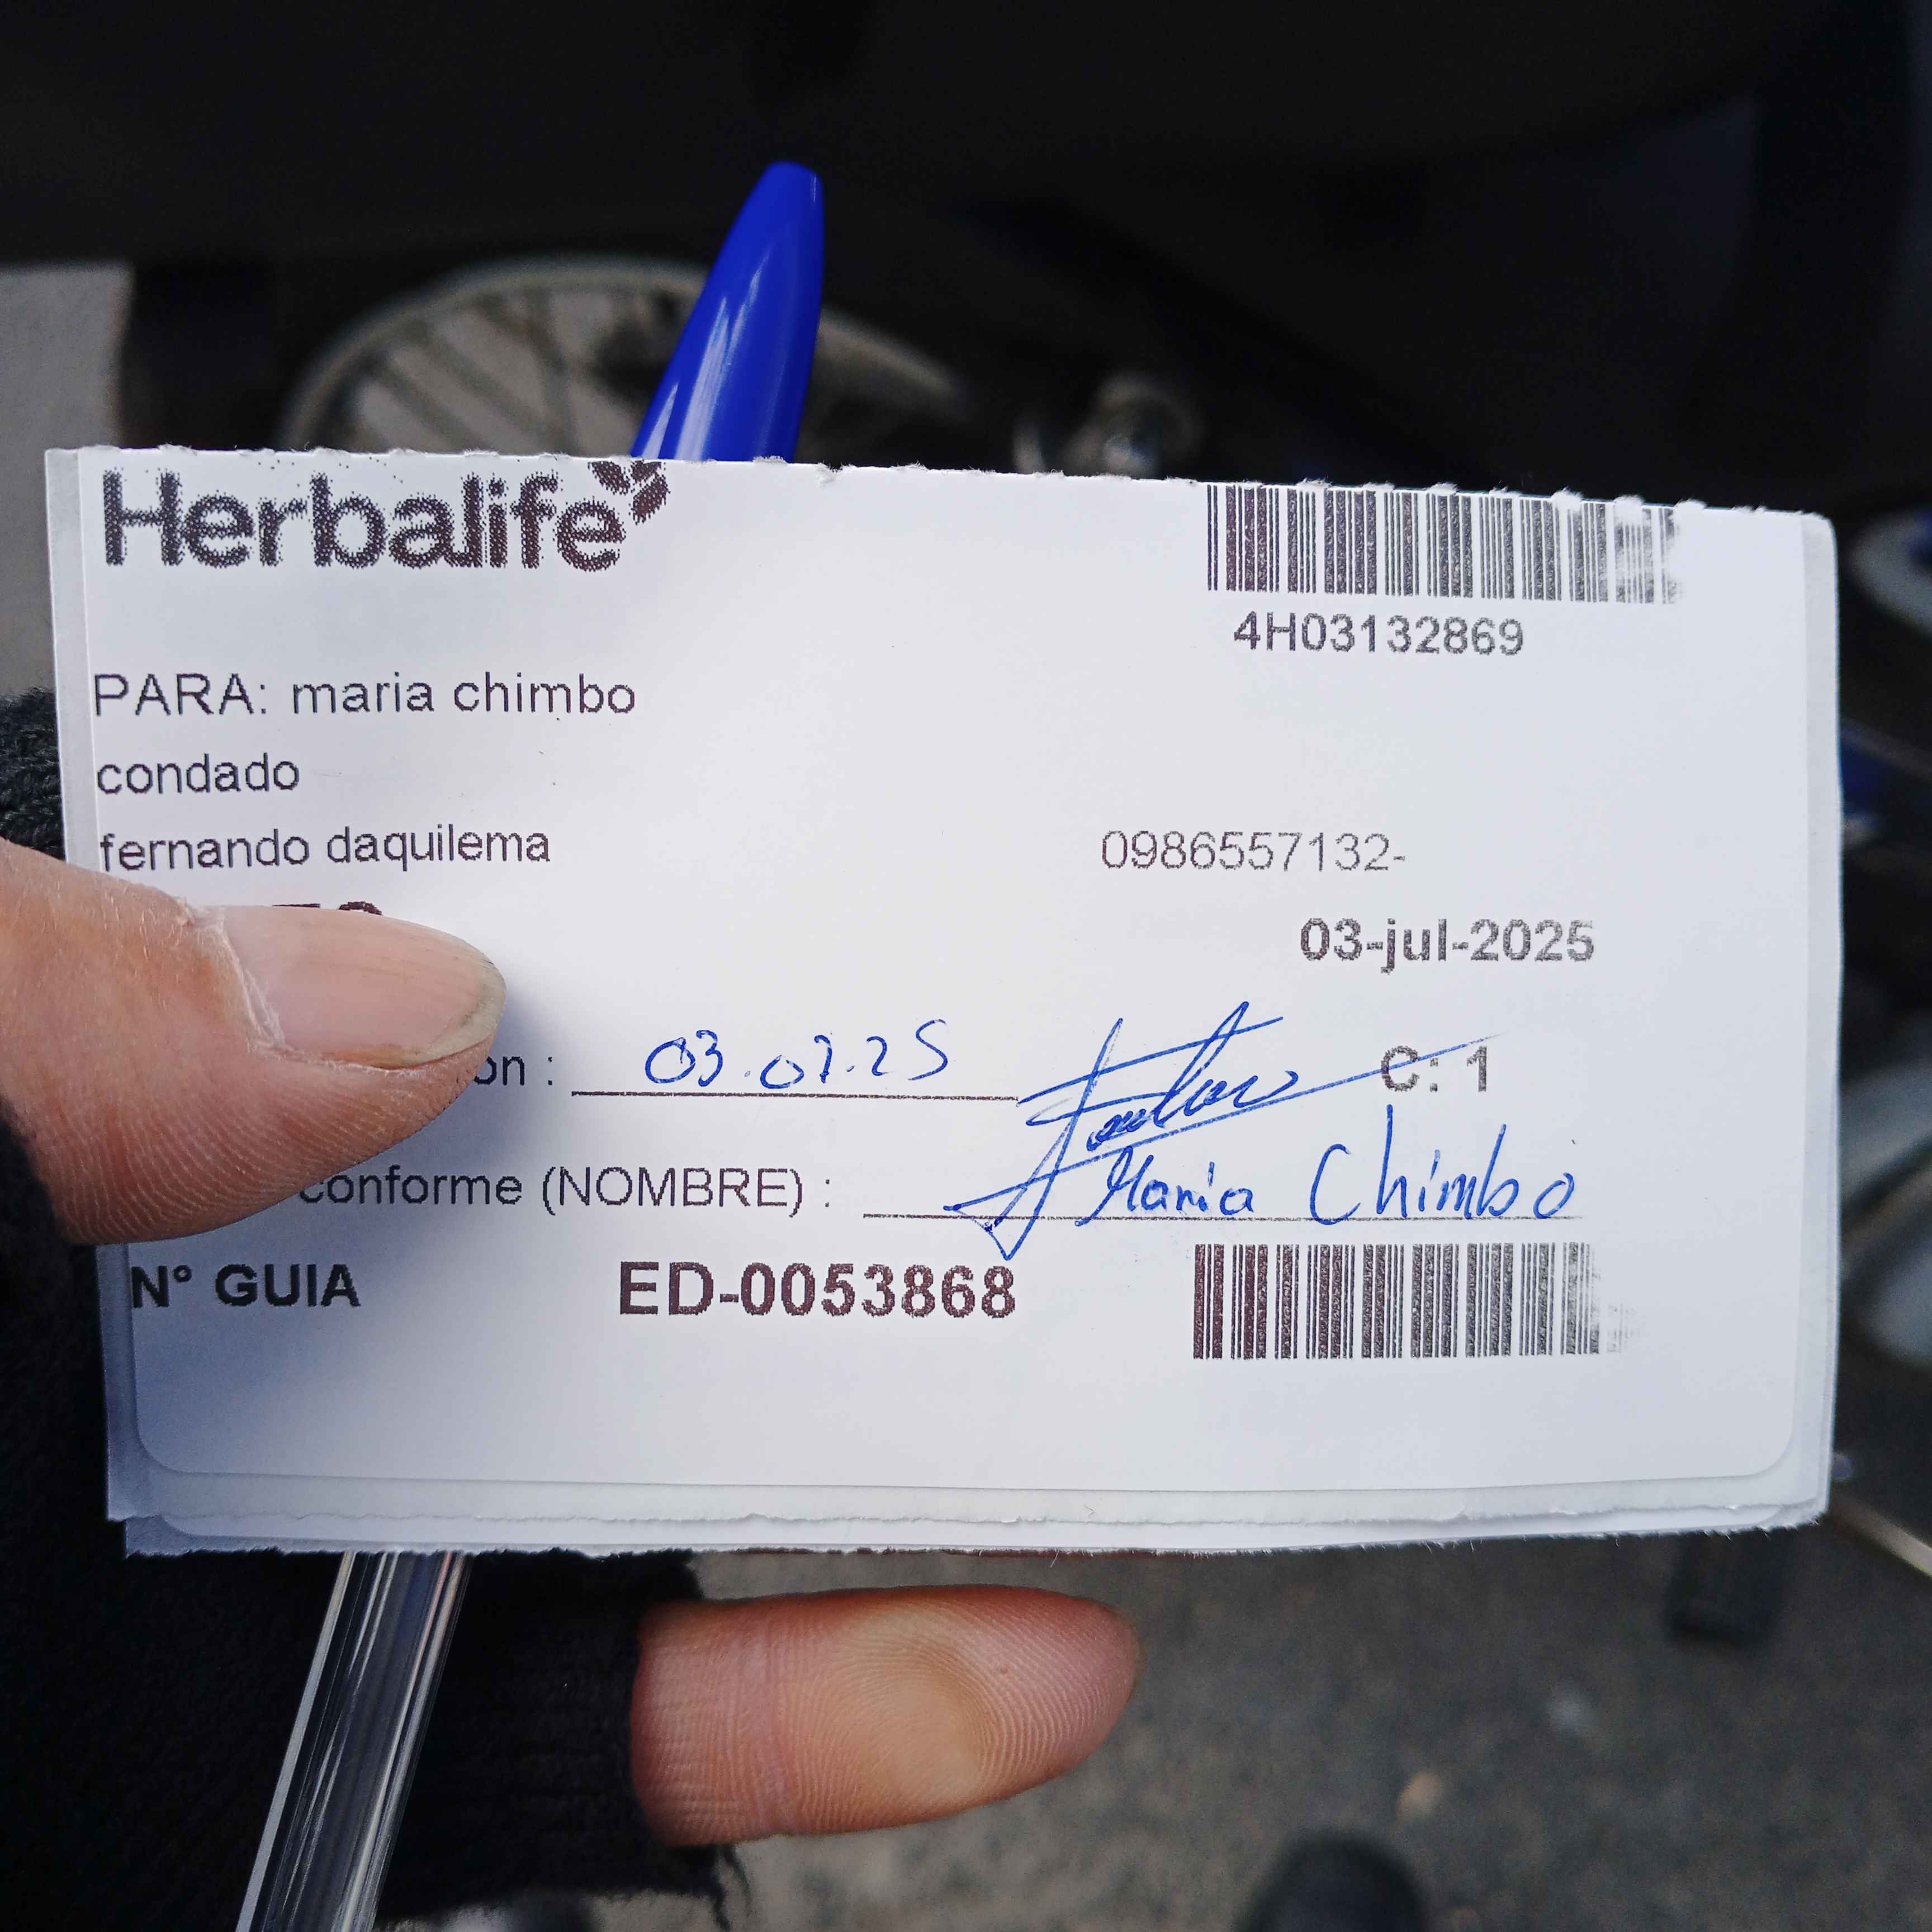 Herbalife
4H03132869
PARA: maria chimbo
condado
fernando daquilema
0986557132-
03-jul-2025
on : 03.07.25
C: 1
conforme (NOMBRE) : Maria Chimbo
N° GUIA ED-0053868